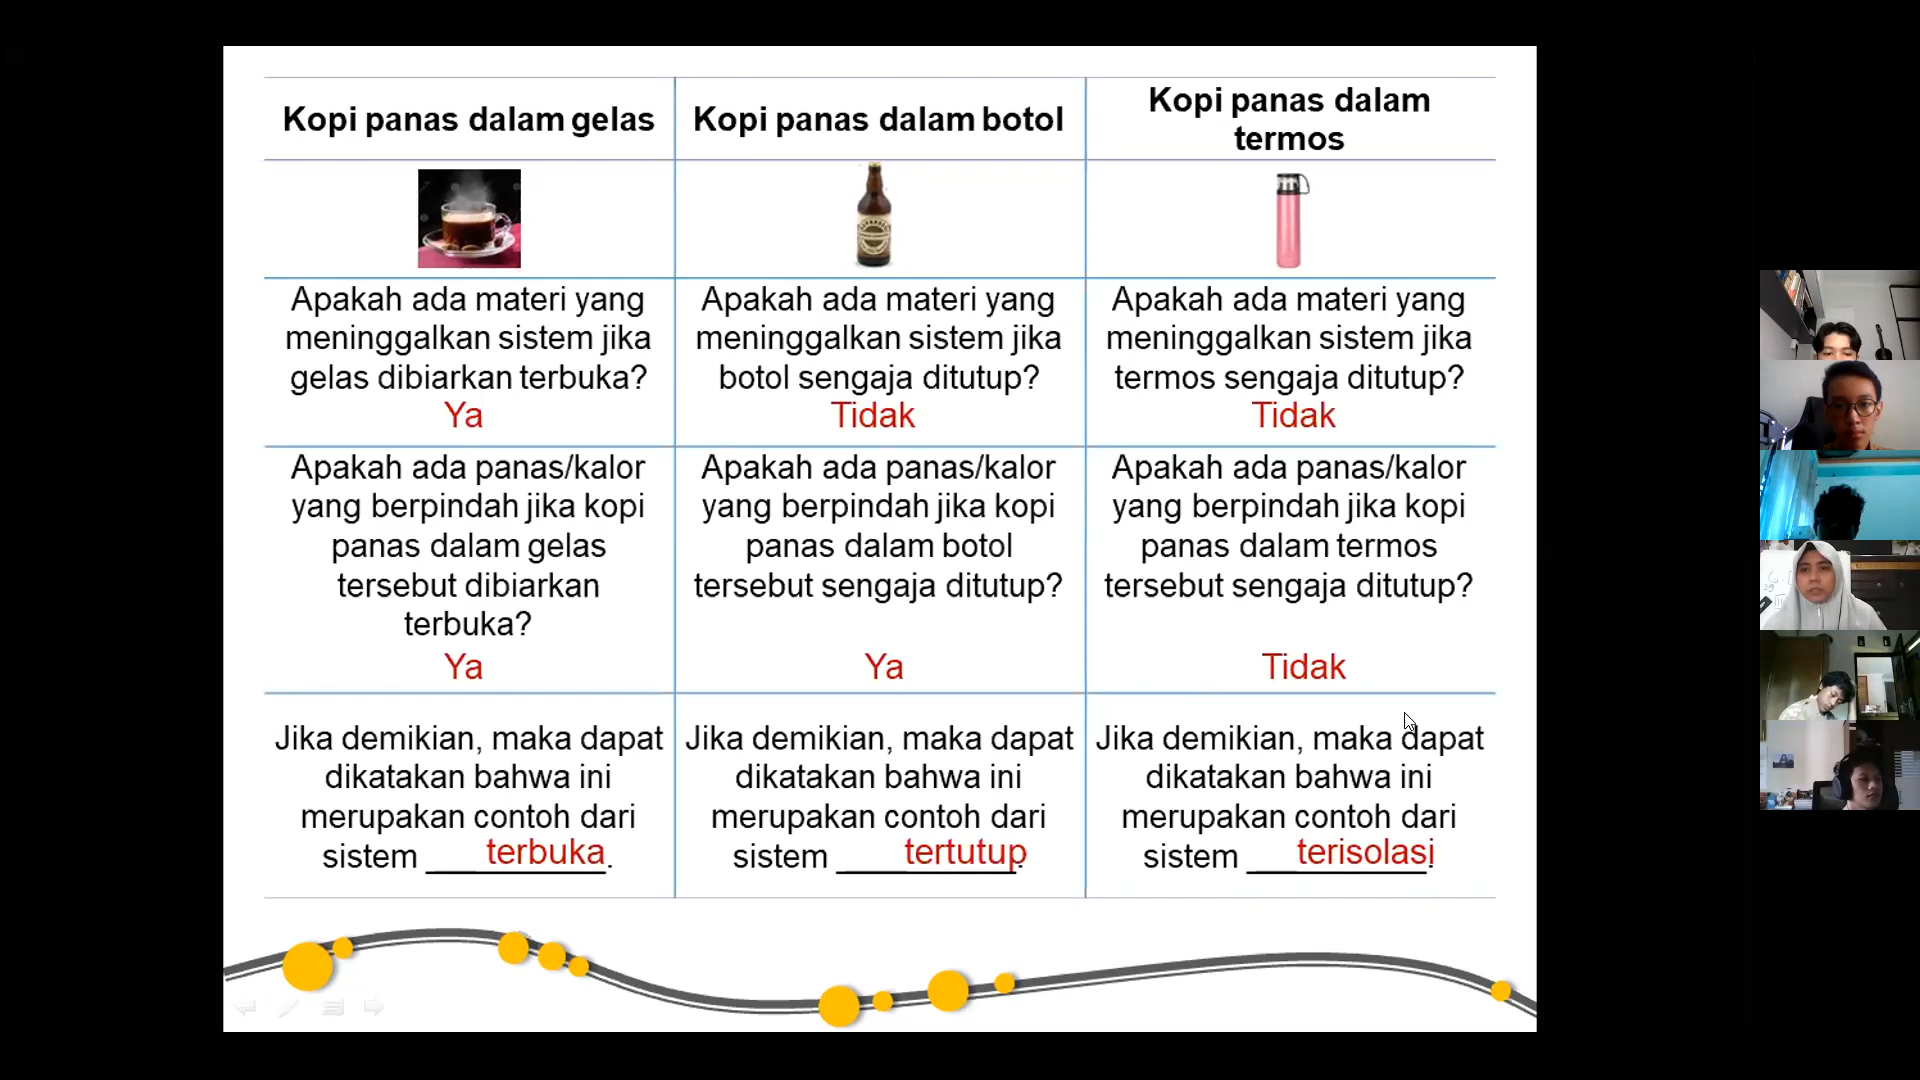 Kopi panas dalam gelas
Kopi panas dalam botol
Kopi panas dalam
termos
Apakah ada materi yang
meninggalkan sistem jika
gelas dibiarkan terbuka?
Ya
Apakah ada materi yang
meninggalkan sistem jika
botol sengaja ditutup?
Tidak
Apakah ada materi yang
meninggalkan sistem jika
termos sengaja ditutup?
Tidak
Apakah ada panas/kalor
yang berpindah jika kopi
panas dalam gelas
tersebut dibiarkan
terbuka?
Ya
Apakah ada panas/kalor
yang berpindah jika kopi
panas dalam botol
tersebut sengaja ditutup?
Ya
Apakah ada panas/kalor
yang berpindah jika kopi
panas dalam termos
tersebut sengaja ditutup?
Tidak
Jika demikian, maka dapat
dikatakan bahwa ini
merupakan contoh dari
sistem terbuka.
Jika demikian, maka dapat
dikatakan bahwa ini
merupakan contoh dari
sistem tertutup.
Jika demikian, maka dapat
dikatakan bahwa ini
merupakan contoh dari
sistem terisolasi.